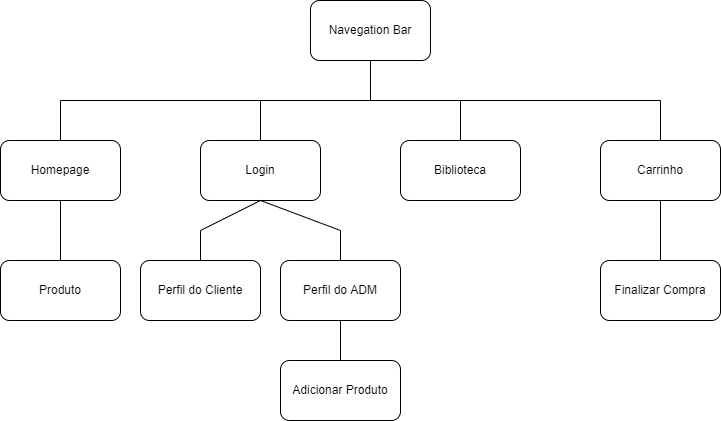 Navegation Bar
Homepage
Login
Biblioteca
Carrinho
Produto
Perfil do Cliente
Perfil do ADM
Finalizar Compra
Adicionar Produto